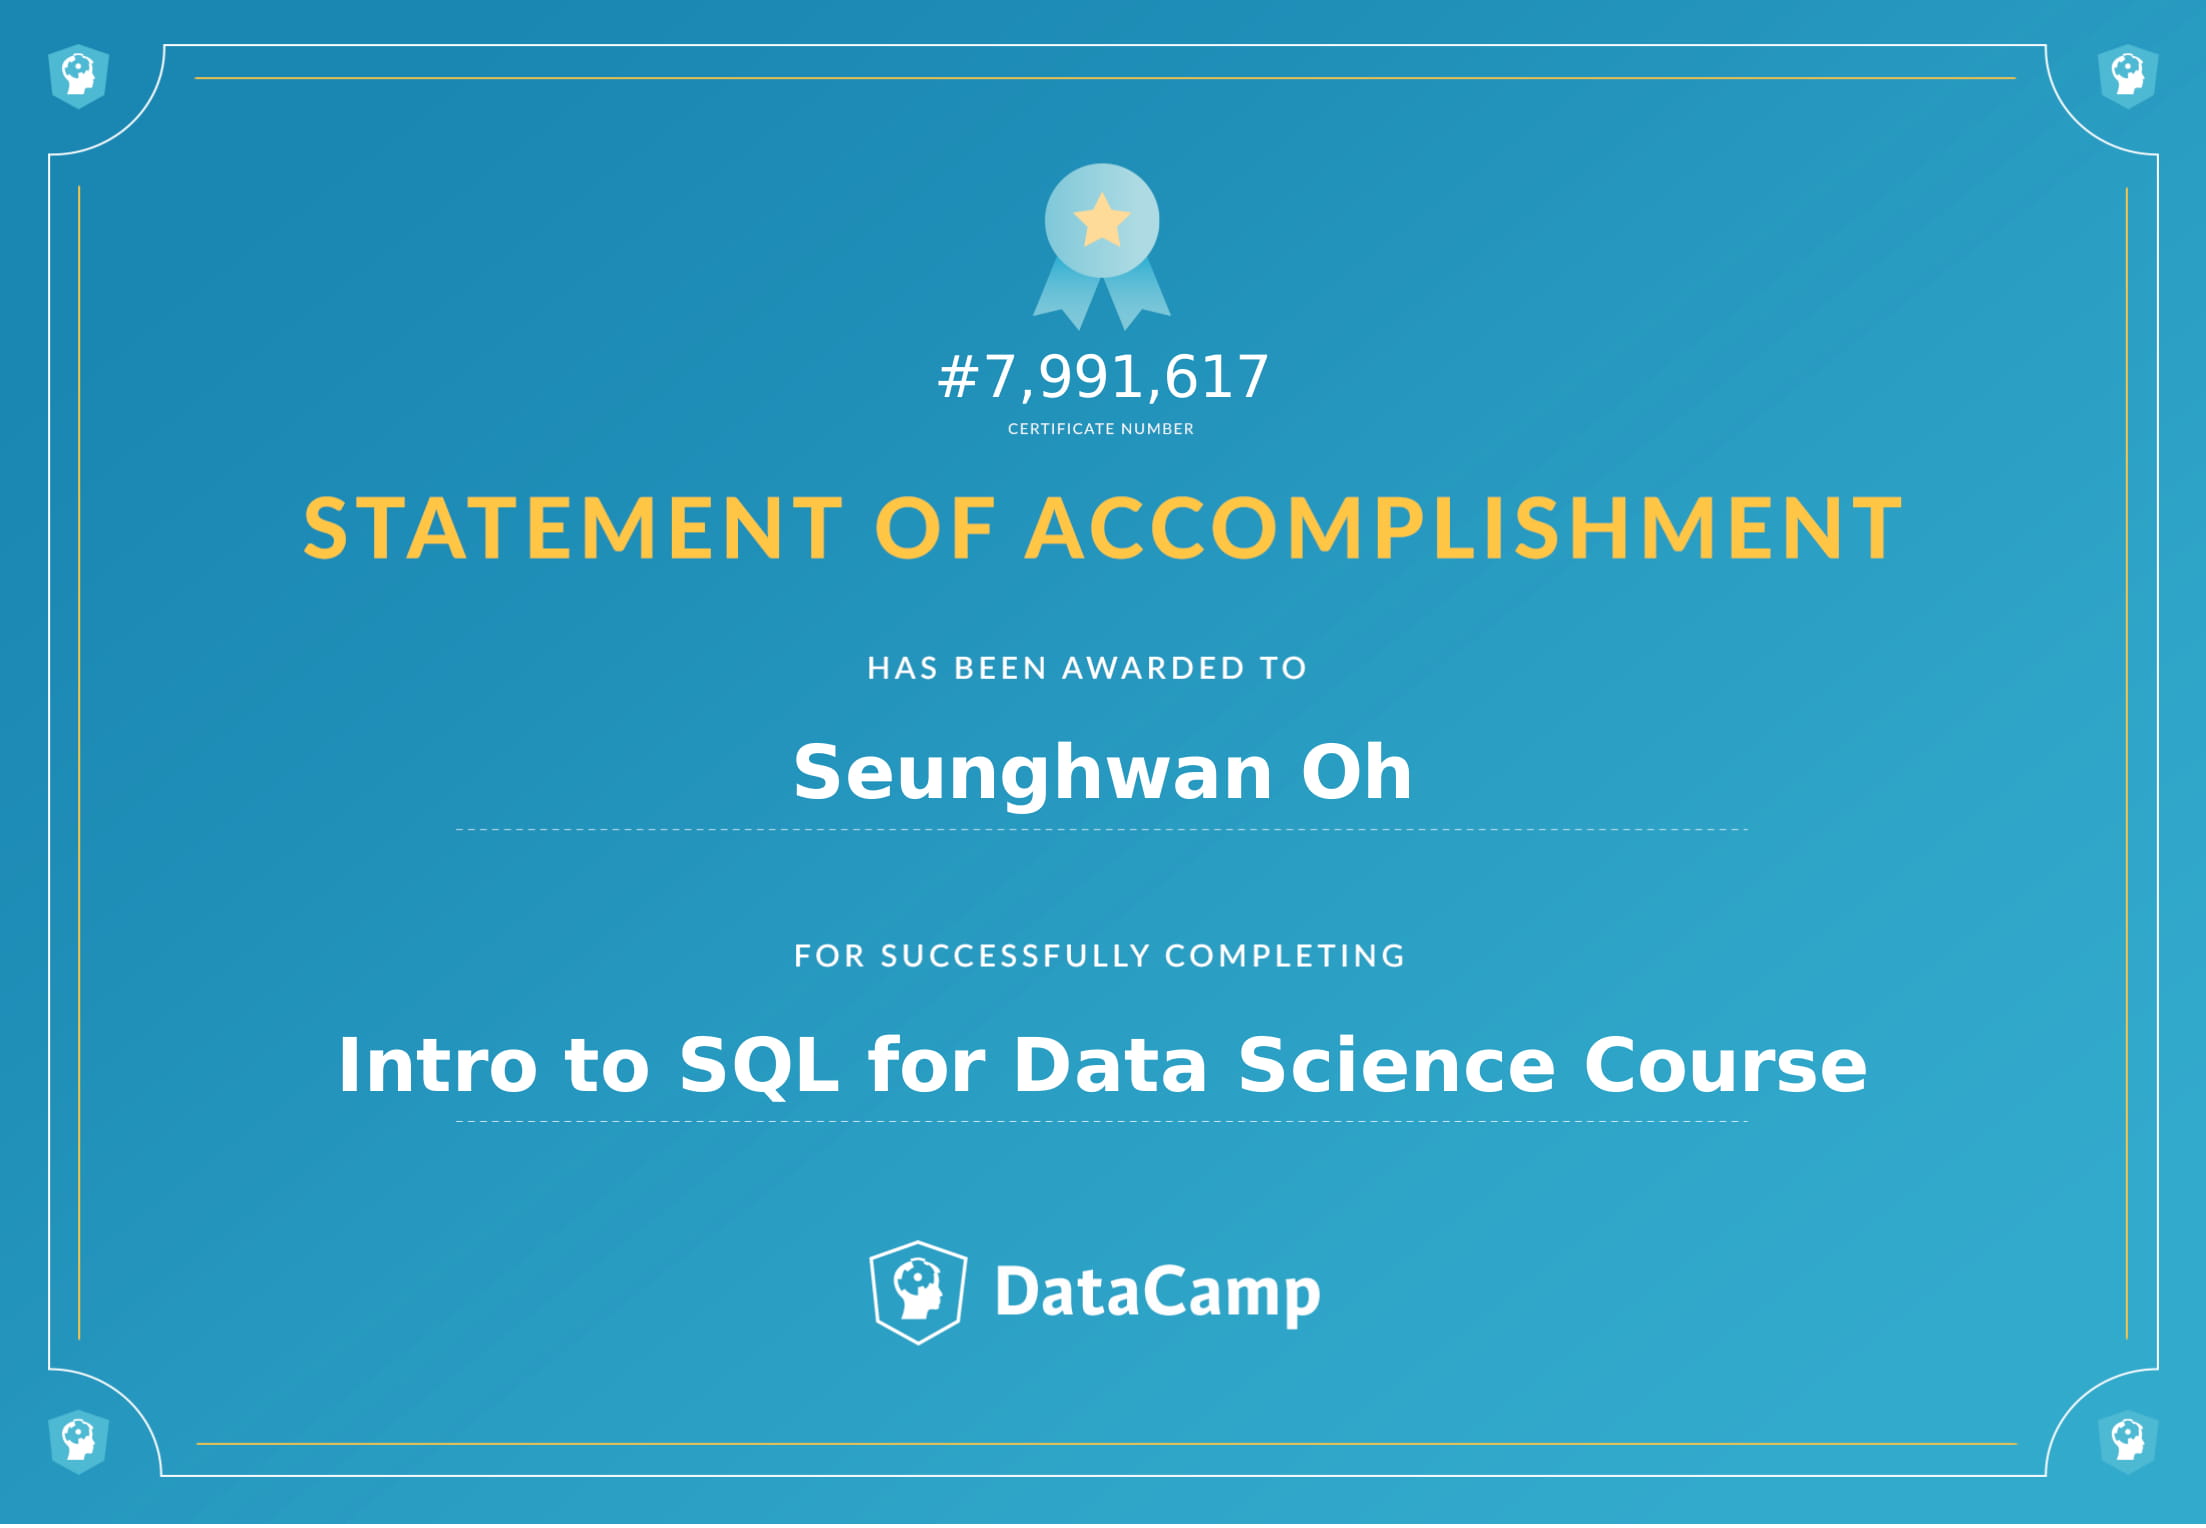 #7,991,617
CERTIFICATE NUMBER
STATEMENT OF ACCOMPLISHMENT
HAS BEEN AWARDED TO
Seunghwan Oh
FOR SUCCESSFULLY COMPLETING
Intro to SQL for Data Science Course
DataCamp